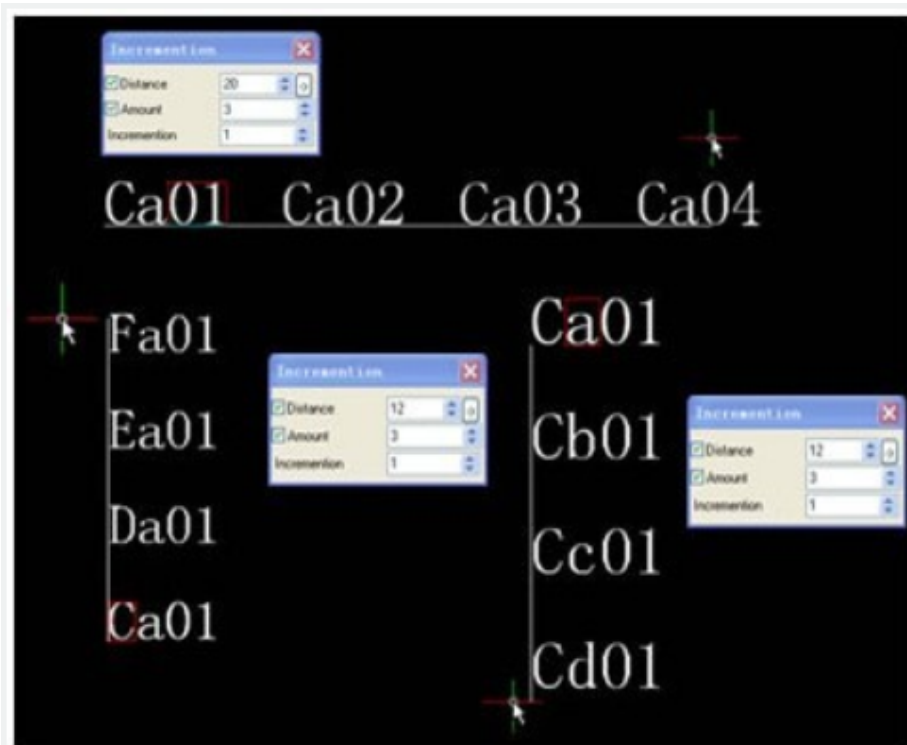 Incremention
Distance 20
Amount 3
Incremention 1
Ca01 Ca02 Ca03 Ca04
Fa01
Ea01
Da01
Ca01
Incremention
Distance 12
Amount 3
Incremention 1
Ca01
Cb01
Cc01
Cd01
Incremention
Distance 12
Amount 3
Incremention 1